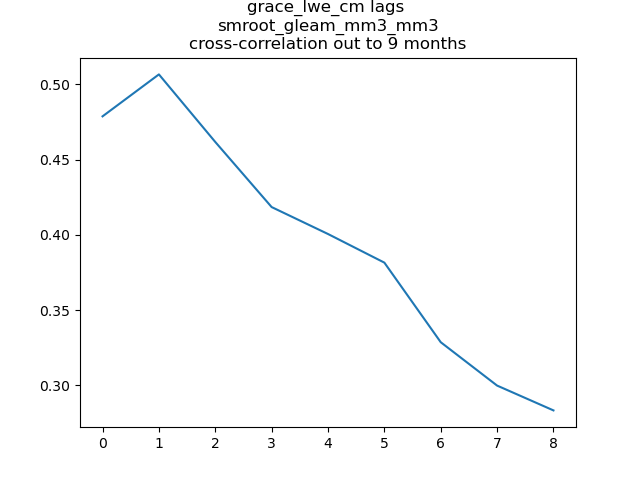 grace_lwe_cm lags
smroot_gleam_mm3_mm3
cross-correlation out to 9 months
0.50
0.45
0.40
0.35
0.30
0 1 2 3 4 5 6 7 8